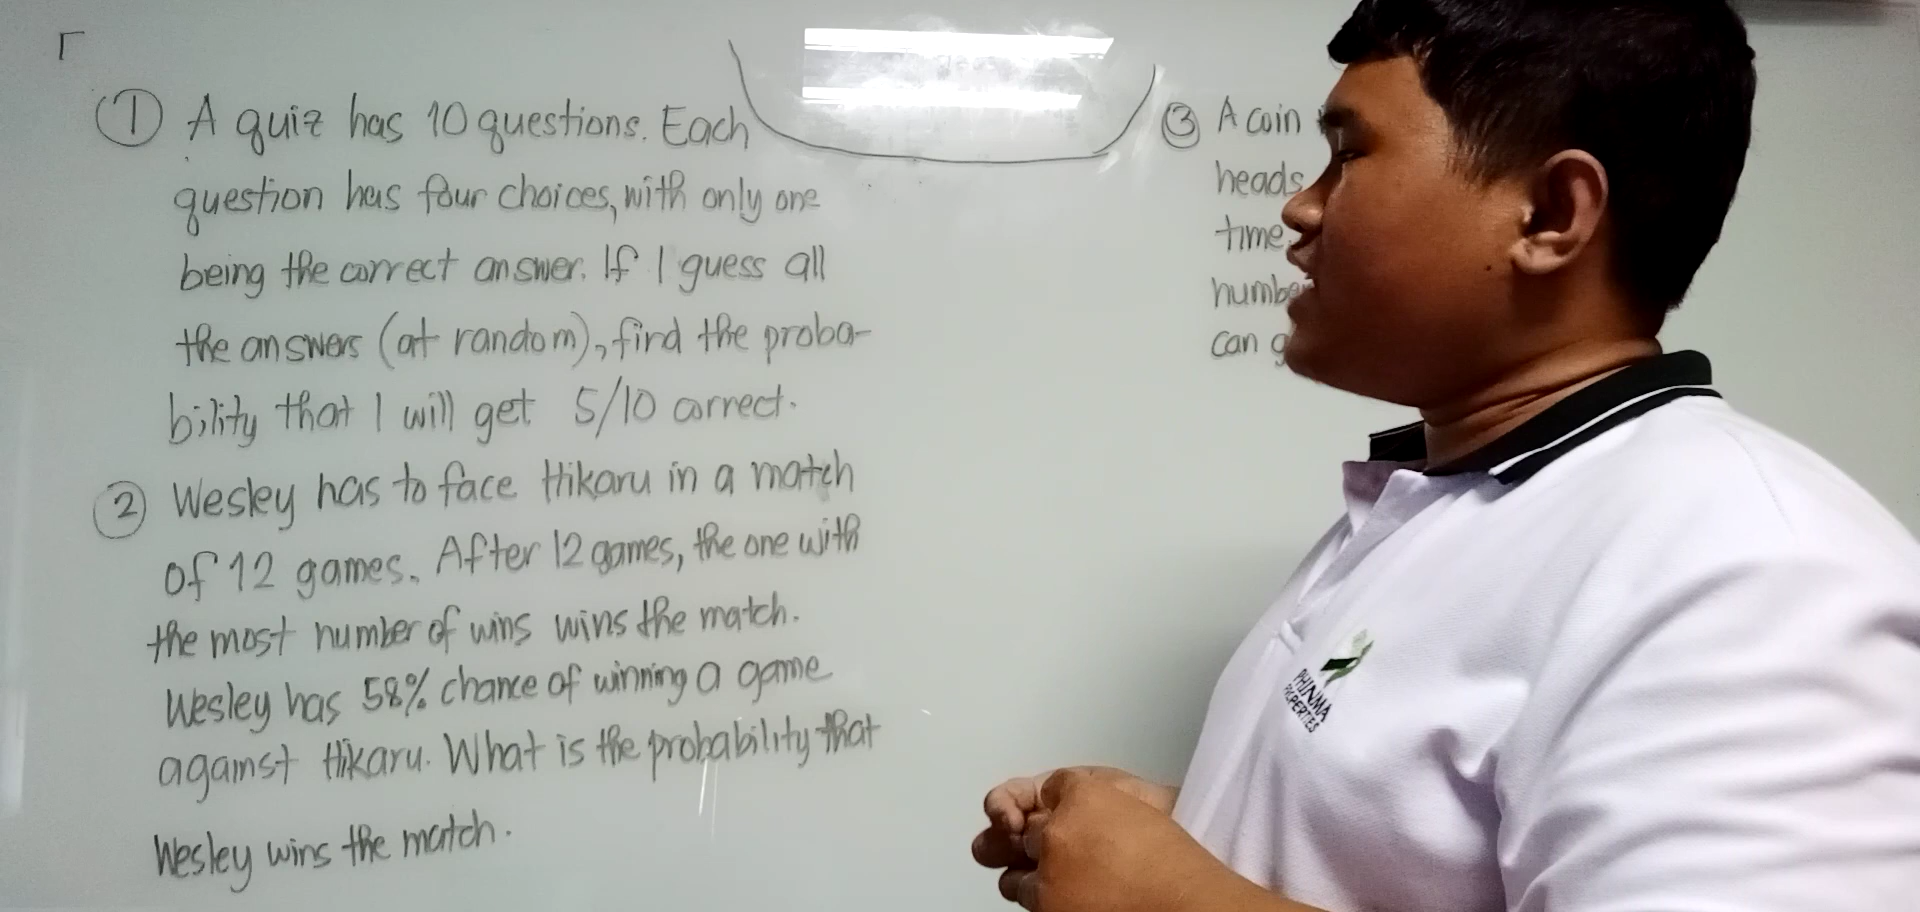 ① A quiz has 10 questions. Each
question has four choices, with only one
being the correct answer. If I guess all
the answers (at random), find the proba-
bility that I will get 5/10 correct.
② Wesley has to face Hikaru in a match
of 12 games. After 12 games, the one with
the most number of wins wins the match.
Wesley has 58% chance of winning a game
against Hikaru. What is the probability that
Wesley wins the match.
③ A coin
heads
time
number
can
PHINMA
PROPERTIES